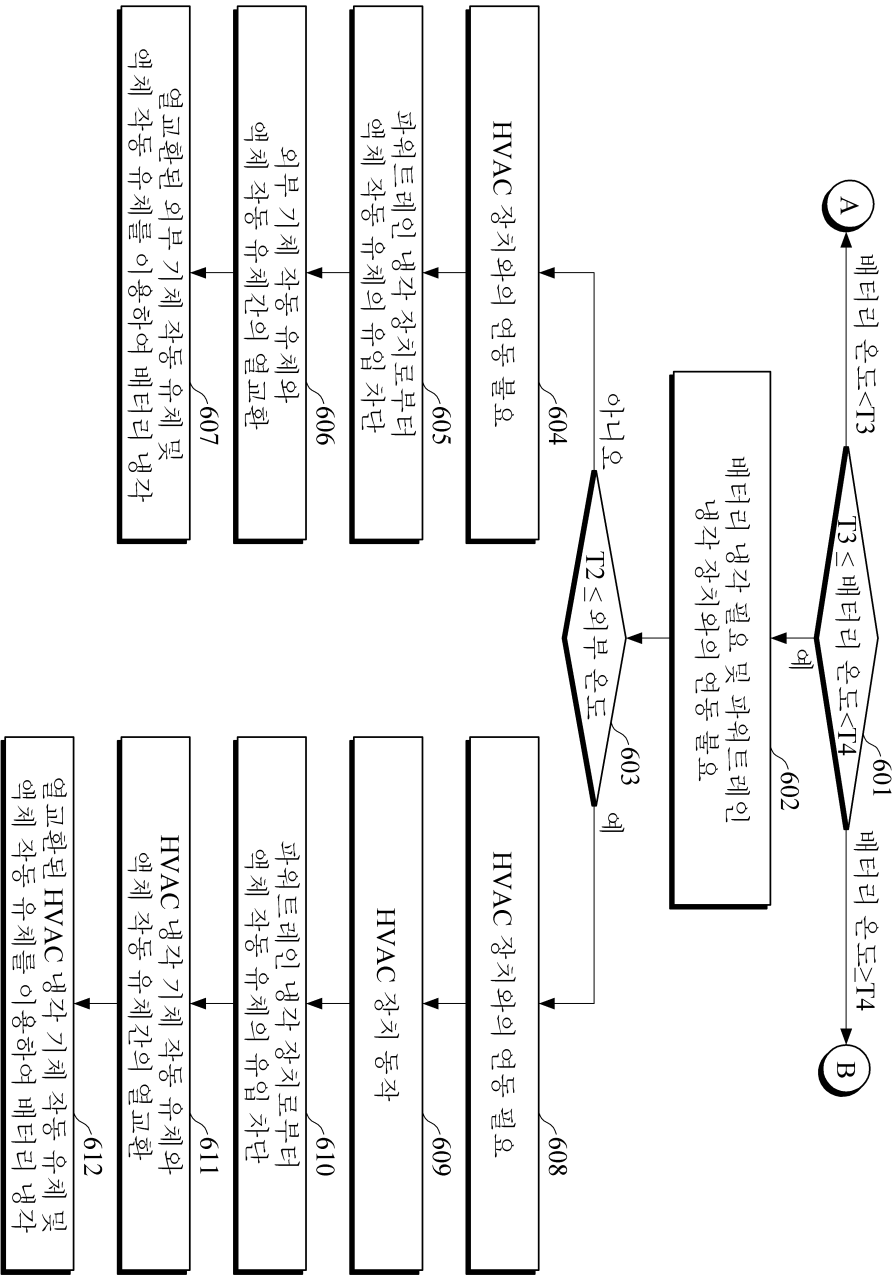 A
배터리 온도<T3
T3≤배터리 온도<T4
601
배터리 온도≥T4
B
예
배터리 냉각 필요 및 파워트레인
냉각 장치와의 연동 불요
602
T2≤외부 온도
603
아니오
예
HVAC 장치와의 연동 불요
604
파워트레인 냉각 장치로부터
액체 작동 유체의 유입 차단
605
외부 기체 작동 유체와
액체 작동 유체간의 열교환
606
열교환된 외부 기체 작동 유체 및
액체 작동 유체를 이용하여 배터리 냉각
607
HVAC 장치와의 연동 필요
608
HVAC 장치 동작
609
파워트레인 냉각 장치로부터
액체 작동 유체의 유입 차단
610
HVAC 냉각 기체 작동 유체와
액체 작동 유체간의 열교환
611
열교환된 HVAC 냉각 기체 작동 유체 및
액체 작동 유체를 이용하여 배터리 냉각
612